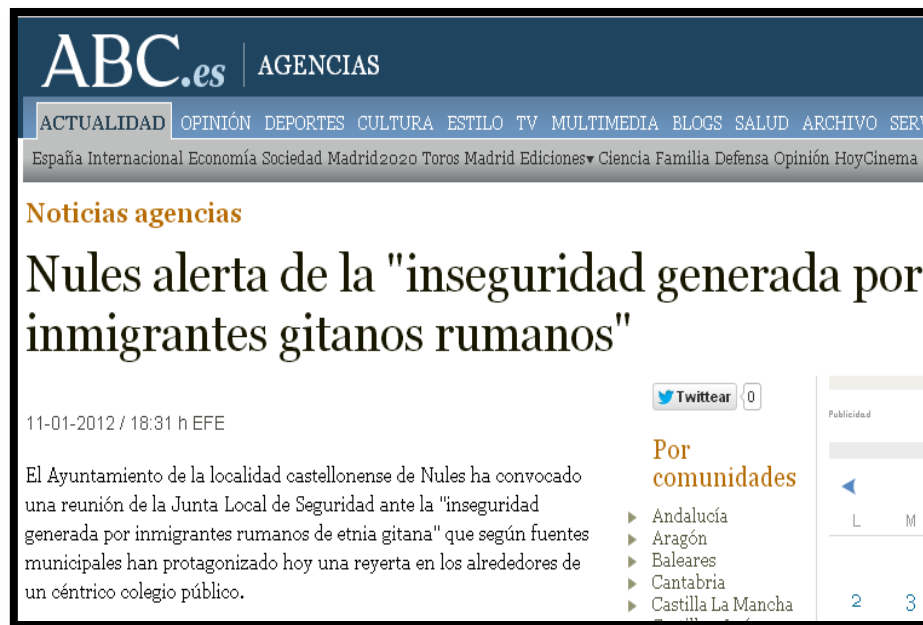 ABC.es AGENCIAS
ACTUALIDAD OPINIÓN DEPORTES CULTURA ESTILO TV MULTIMEDIA BLOGS SALUD ARCHIVO SERV
España Internacional Economía Sociedad Madrid2020 Toros Madrid Ediciones▾ Ciencia Familia Defensa Opinión HoyCinema
Noticias agencias
Nules alerta de la "inseguridad generada por
inmigrantes gitanos rumanos"
11-01-2012 / 18:31 h EFE
El Ayuntamiento de la localidad castellonense de Nules ha convocado
una reunión de la Junta Local de Seguridad ante la "inseguridad
generada por inmigrantes rumanos de etnia gitana" que según fuentes
municipales han protagonizado hoy una reyerta en los alrededores de
un céntrico colegio público.
Twittear 0
Por
comunidades
Andalucía
Aragón
Baleares
Cantabria
Castilla La Mancha
Publicidad
L M
2 3